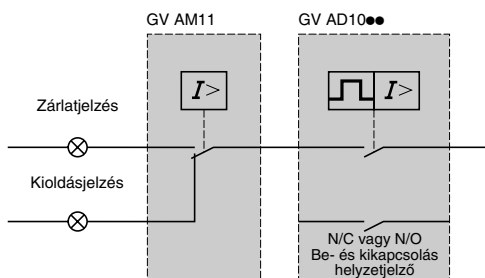 GV AM11
GV AD10●●
I>
I>
Zárlatjelzés
Kioldásjelzés
N/C vagy N/O
Be- és kikapcsolás
helyzetjelző